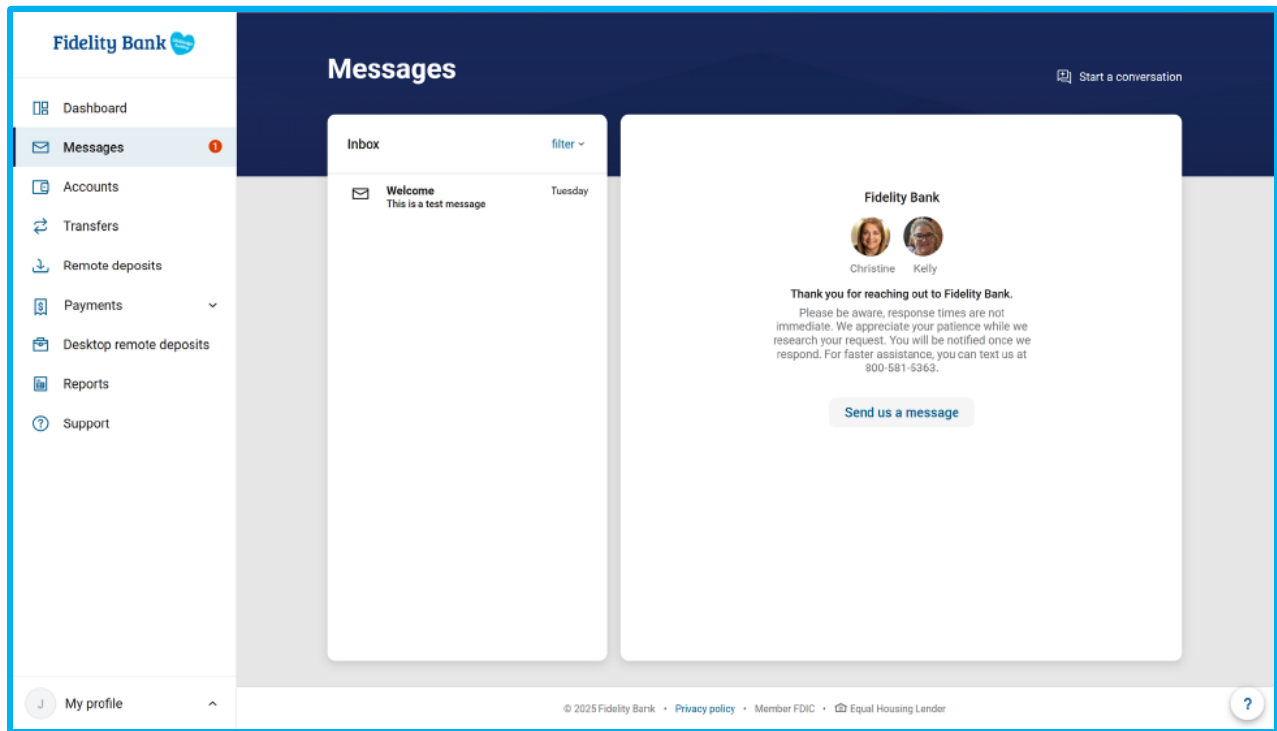 Fidelity Bank
Dashboard
Messages
1
Accounts
Transfers
Remote deposits
Payments
Desktop remote deposits
Reports
Support
J
My profile
Messages
Start a conversation
Inbox
filter
Welcome
Tuesday
This is a test message
Fidelity Bank
Christine Kelly
Thank you for reaching out to Fidelity Bank.
Please be aware, response times are not
immediate. We appreciate your patience while we
research your request. You will be notified once we
respond. For faster assistance, you can text us at
800-581-5363.
Send us a message
© 2025 Fidelity Bank • Privacy policy • Member FDIC • Equal Housing Lender
?